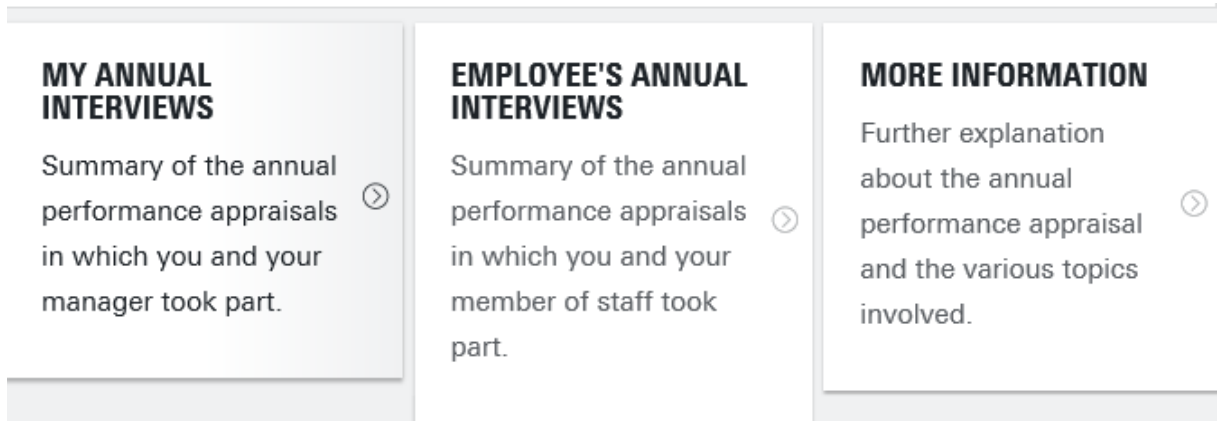 MY ANNUAL
INTERVIEWS
Summary of the annual
performance appraisals
in which you and your
manager took part.
EMPLOYEE'S ANNUAL
INTERVIEWS
Summary of the annual
performance appraisals
in which you and your
member of staff took
part.
MORE INFORMATION
Further explanation
about the annual
performance appraisal
and the various topics
involved.